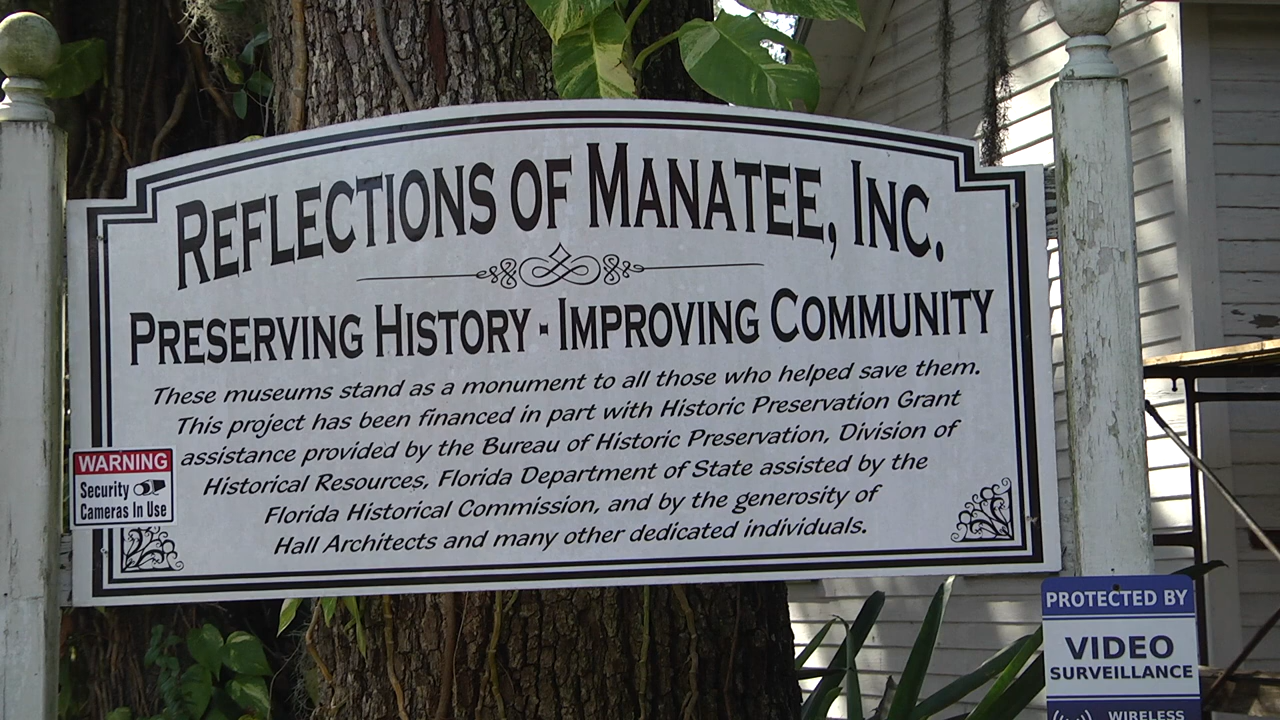 REFLECTIONS OF MANATEE, INC.
PRESERVING HISTORY - IMPROVING COMMUNITY
These museums stand as a monument to all those who helped save them.
This project has been financed in part with Historic Preservation Grant
assistance provided by the Bureau of Historic Preservation, Division of
Historical Resources, Florida Department of State assisted by the
Florida Historical Commission, and by the generosity of
Hall Architects and many other dedicated individuals.
WARNING
Security
Cameras In Use
PROTECTED BY
VIDEO
SURVEILLANCE
WIRELESS